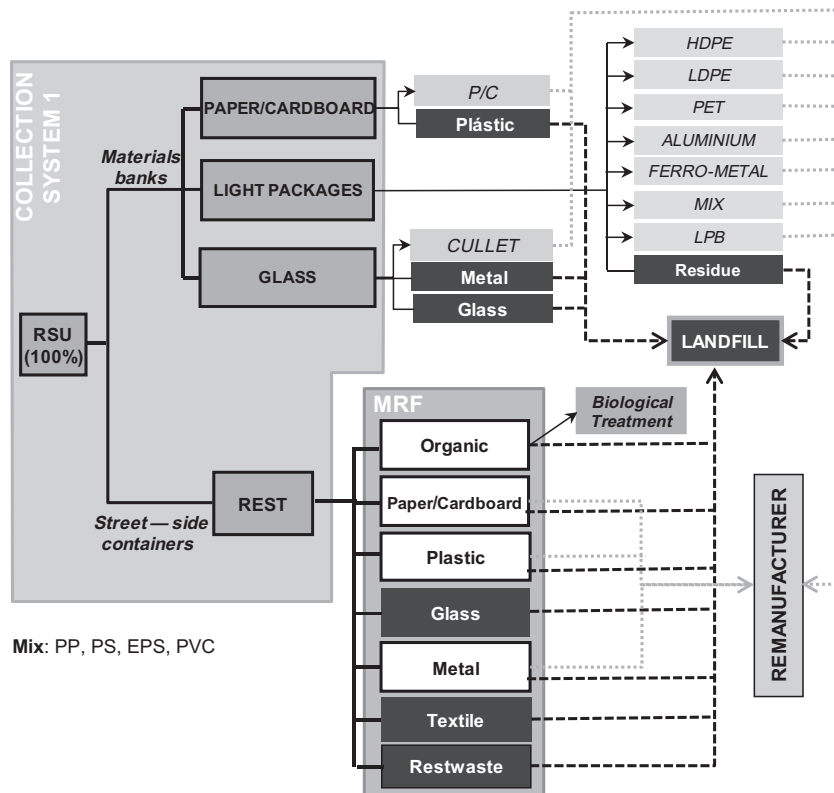 COLLECTION
SYSTEM 1
RSU
(100%)
Materials
banks
PAPER/CARDBOARD
LIGHT PACKAGES
GLASS
P/C
Plástic
CULLET
Metal
Glass
HDPE
LDPE
PET
ALUMINIUM
FERRO-METAL
MIX
LPB
Residue
LANDFILL
Street — side
containers
REST
MRF
Organic
Paper/Cardboard
Plastic
Glass
Metal
Textile
Restwaste
Biological
Treatment
REMANUFACTURER
Mix: PP, PS, EPS, PVC